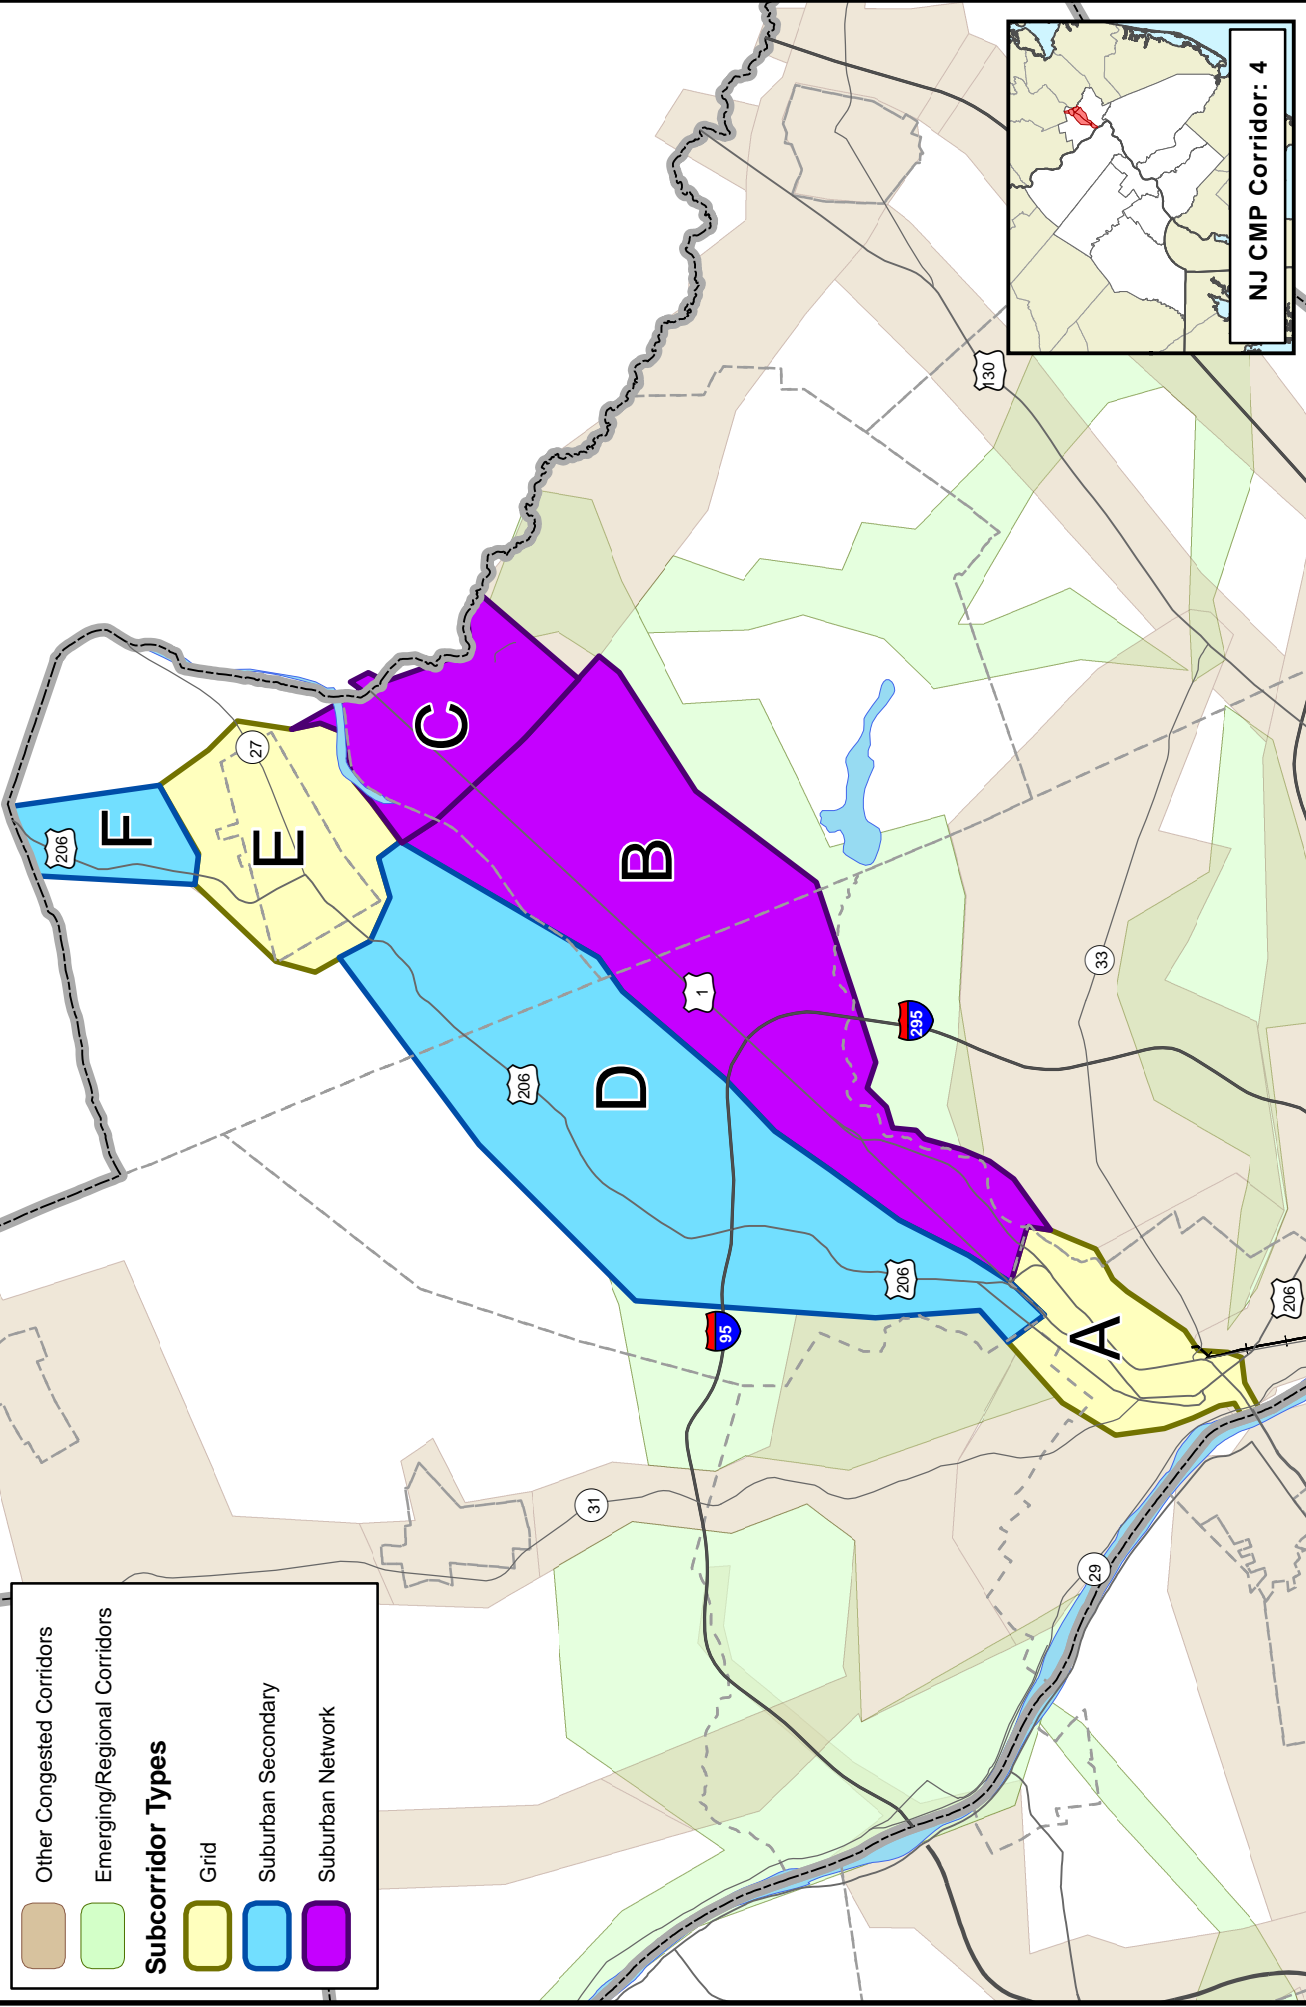 Other Congested Corridors
Emerging/Regional Corridors
Subcorridor Types
Grid
Suburban Secondary
Suburban Network
NJ CMP Corridor: 4
F
E
C
B
D
A
206
27
1
206
295
206
95
130
33
31
29
206